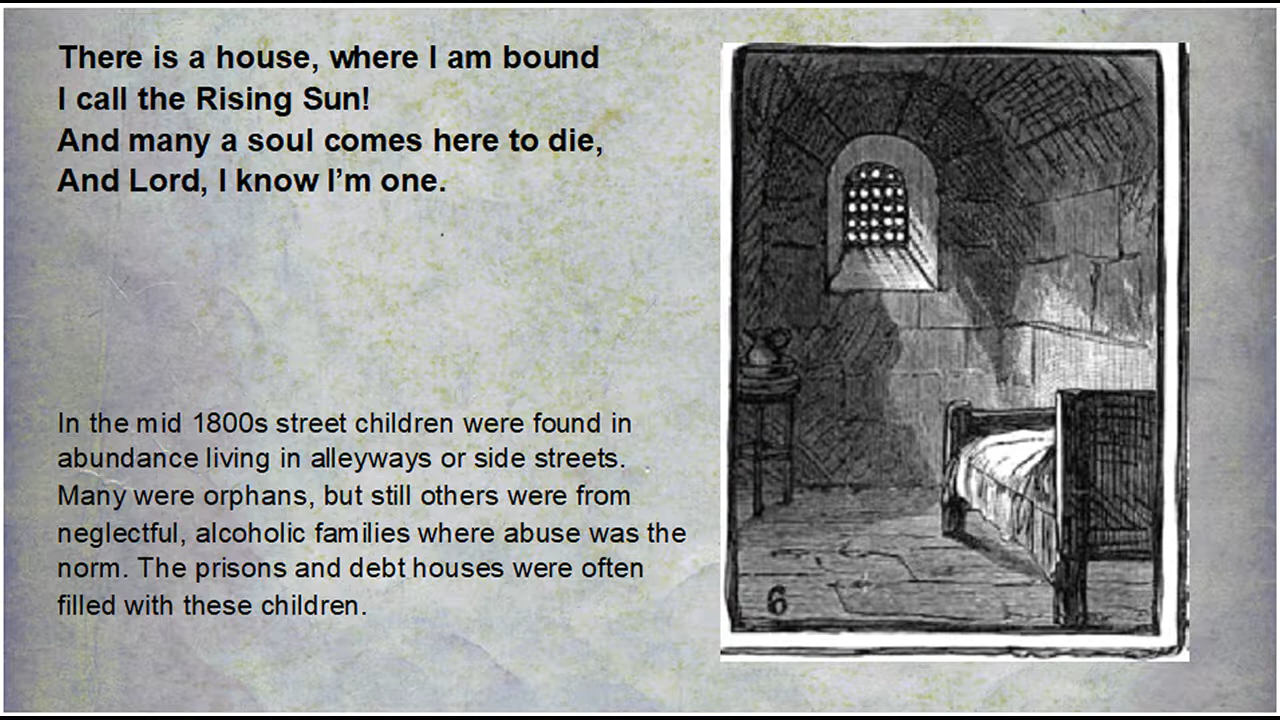 There is a house, where I am bound
I call the Rising Sun!
And many a soul comes here to die,
And Lord, I know I’m one.
In the mid 1800s street children were found in
abundance living in alleyways or side streets.
Many were orphans, but still others were from
neglectful, alcoholic families where abuse was the
norm. The prisons and debt houses were often
filled with these children.
6